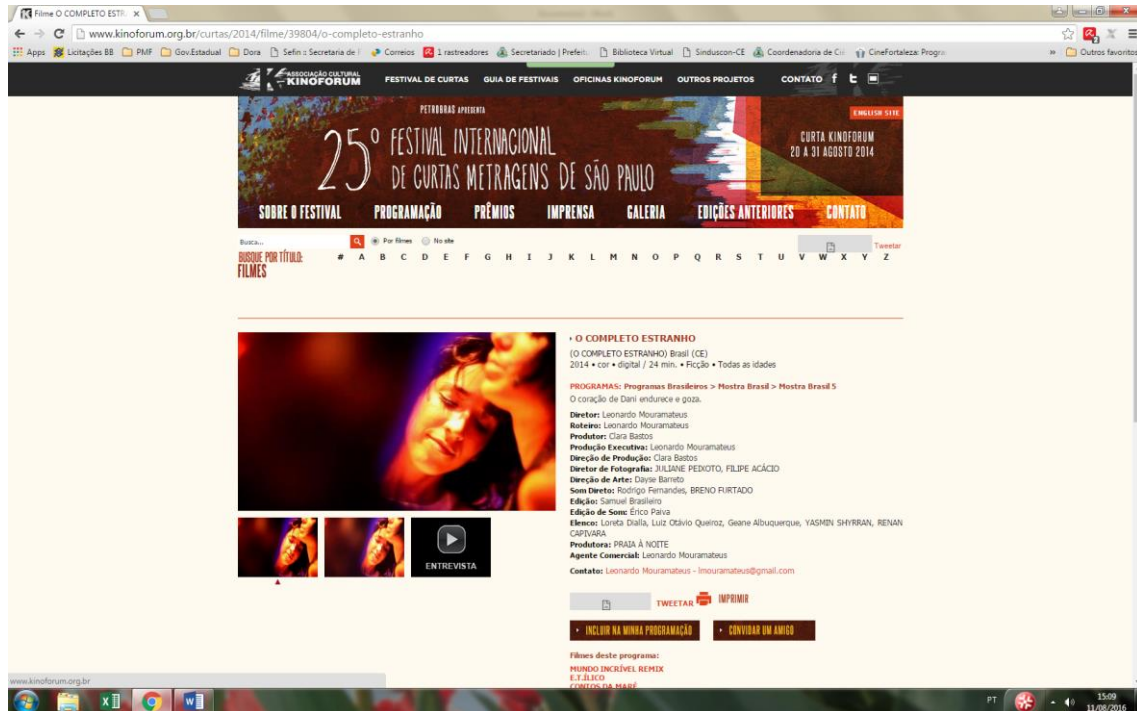 Filme O COMPLETO ESTR
www.kinoforum.org.br/curtas/2014/filme/39804/o-completo-estranho
Apps Licitações BB PMF Gov.Estadual Dora Sefin :: Secretaria de F Correios 1 rastreadores Secretariado | Prefeit Biblioteca Virtual Sinduscon-CE Coordenadoria de Ci CineFortaleza: Progra » Outros favoritos
ASSOCIAÇÃO CULTURAL
KINOFORUM FESTIVAL DE CURTAS GUIA DE FESTIVAIS OFICINAS KINOFORUM OUTROS PROJETOS CONTATO
PETROBRAS APRESENTA
ENGLISH SITE
25º FESTIVAL INTERNACIONAL
DE CURTAS METRAGENS DE SÃO PAULO
CURTA KINOFORUM
20 A 31 AGOSTO 2014
SOBRE O FESTIVAL PROGRAMAÇÃO PRÊMIOS IMPRENSA GALERIA EDIÇÕES ANTERIORES CONTATO
Busca... Por filmes No site Tweetar
BUSQUE POR TÍTULO: # A B C D E F G H I J K L M N O P Q R S T U V W X Y Z
FILMES
O COMPLETO ESTRANHO
(O COMPLETO ESTRANHO) Brasil (CE)
2014 • cor • digital / 24 min. • Ficção • Todas as idades
PROGRAMAS: Programas Brasileiros > Mostra Brasil > Mostra Brasil 5
O coração de Dani endurece e goza.
Diretor: Leonardo Mouramateus
Roteiro: Leonardo Mouramateus
Produtor: Clara Bastos
Produção Executiva: Leonardo Mouramateus
Direção de Produção: Clara Bastos
Diretor de Fotografia: JULIANE PEIXOTO, FILIPE ACÁCIO
Direção de Arte: Dayse Barreto
Som Direto: Rodrigo Fernandes, BRENO FURTADO
Edição: Samuel Brasileiro
Edição de Som: Érico Paiva
Elenco: Loreta Dialla, Luiz Otávio Queiroz, Geane Albuquerque, YASMIN SHYRRAN, RENAN
CAPIVARA
Produtora: PRAIA À NOITE
Agente Comercial: Leonardo Mouramateus
Contato: Leonardo Mouramateus - lmouramateus@gmail.com
ENTREVISTA
TWEETAR IMPRIMIR
INCLUIR NA MINHA PROGRAMAÇÃO CONVIDAR UM AMIGO
Filmes deste programa:
MUNDO INCRÍVEL REMIX
E.T.ÍLICO
CONTOS DA MARÉ
www.kinoforum.org.br
PT 15:09
11/08/2016